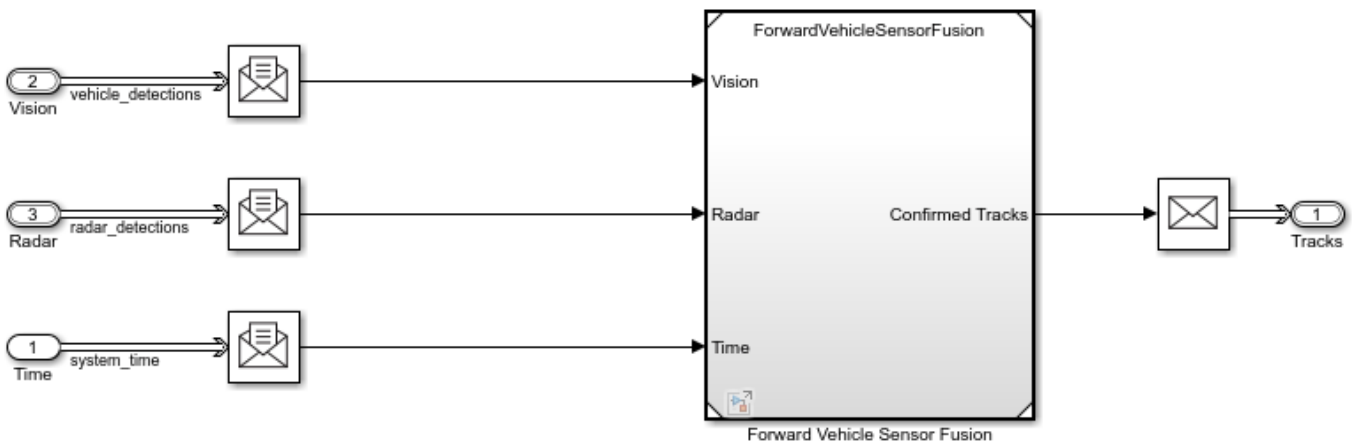 ForwardVehicleSensorFusion
2
vehicle_detections
Vision
Vision
3
radar_detections
Radar
Radar
Confirmed Tracks
1
Tracks
1
system_time
Time
Time
Forward Vehicle Sensor Fusion